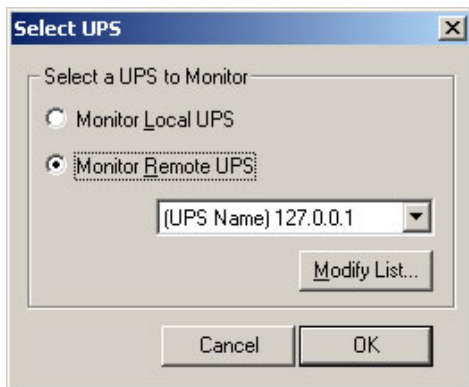 Select UPS
Select a UPS to Monitor
Monitor Local UPS
Monitor Remote UPS
(UPS Name) 127.0.0.1
Modify List...
Cancel OK